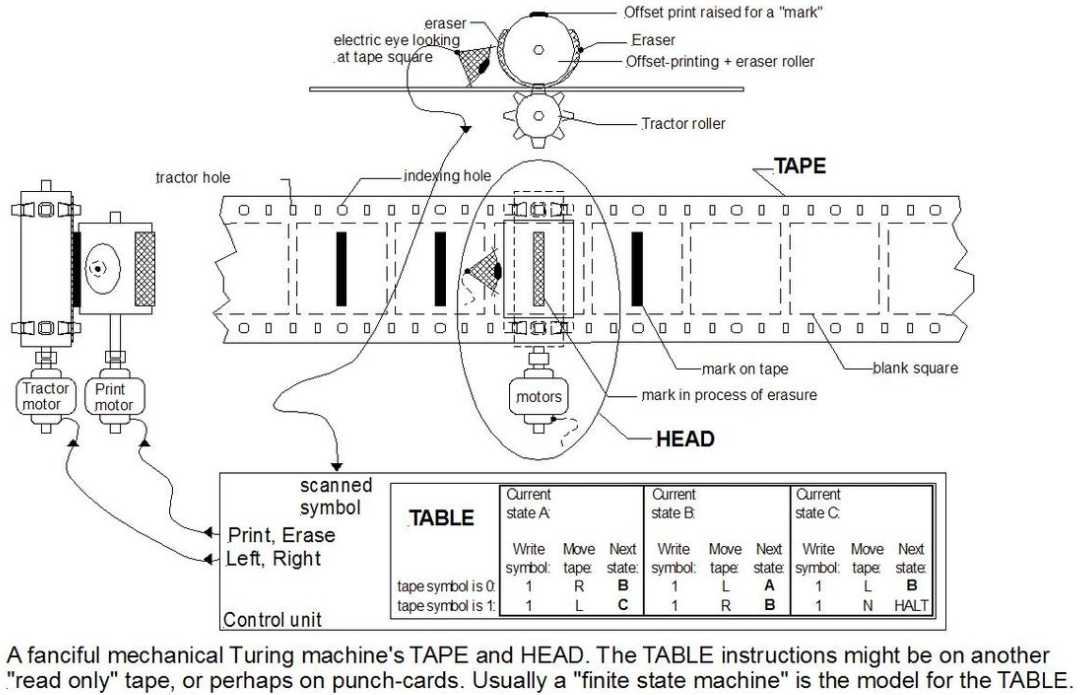 Offset print raised for a "mark"
eraser
electric eye looking
at tape square
Eraser
Offset-printing + eraser roller
Tractor roller
TAPE
tractor hole
indexing hole
Tractor
motor
Print
motor
motors
mark on tape
blank square
mark in process of erasure
HEAD
scanned
symbol
Print, Erase
Left, Right
Control unit
TABLE
Current
state A:
Current
state B:
Current
state C:
Write Move Next Write Move Next Write Move Next
symbol: tape: state: symbol: tape: state: symbol: tape: state:
tape symbol is 0: 1 R B 1 L A 1 L B
tape symbol is 1: 1 L C 1 R B 1 N HALT
A fanciful mechanical Turing machine's TAPE and HEAD. The TABLE instructions might be on another
"read only" tape, or perhaps on punch-cards. Usually a "finite state machine" is the model for the TABLE.